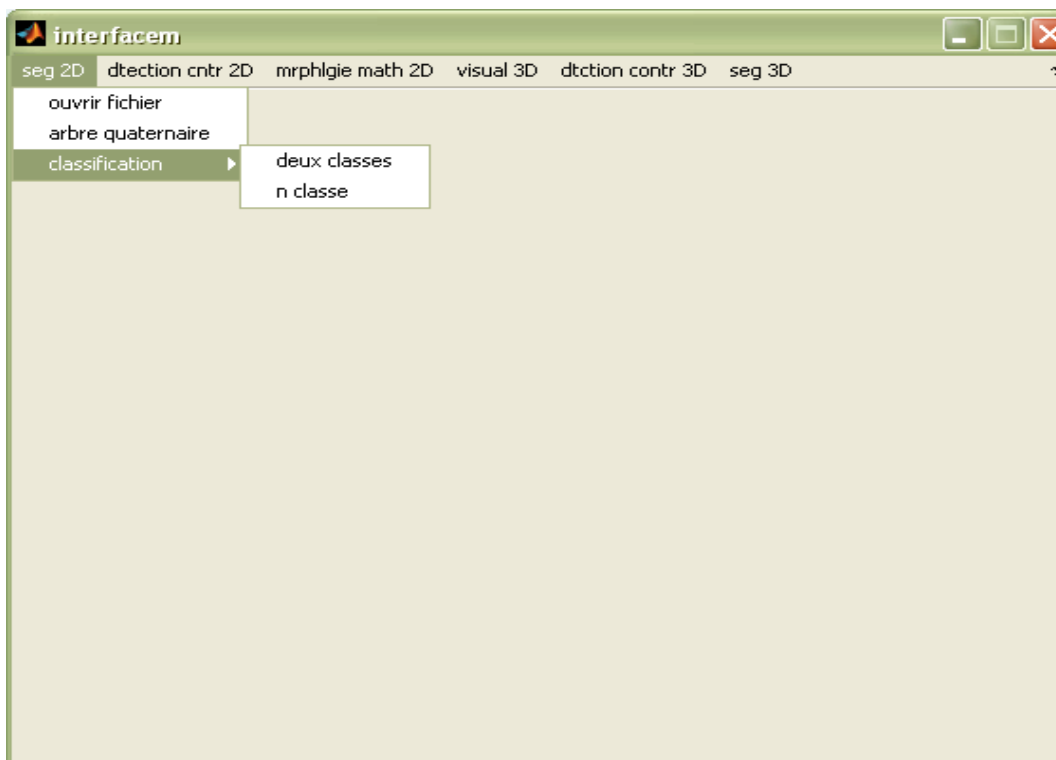 interfacem
seg 2D dtection cntr 2D mrphlgie math 2D visual 3D dtction contr 3D seg 3D
ouvrir fichier
arbre quaternaire
classification
deux classes
n classe